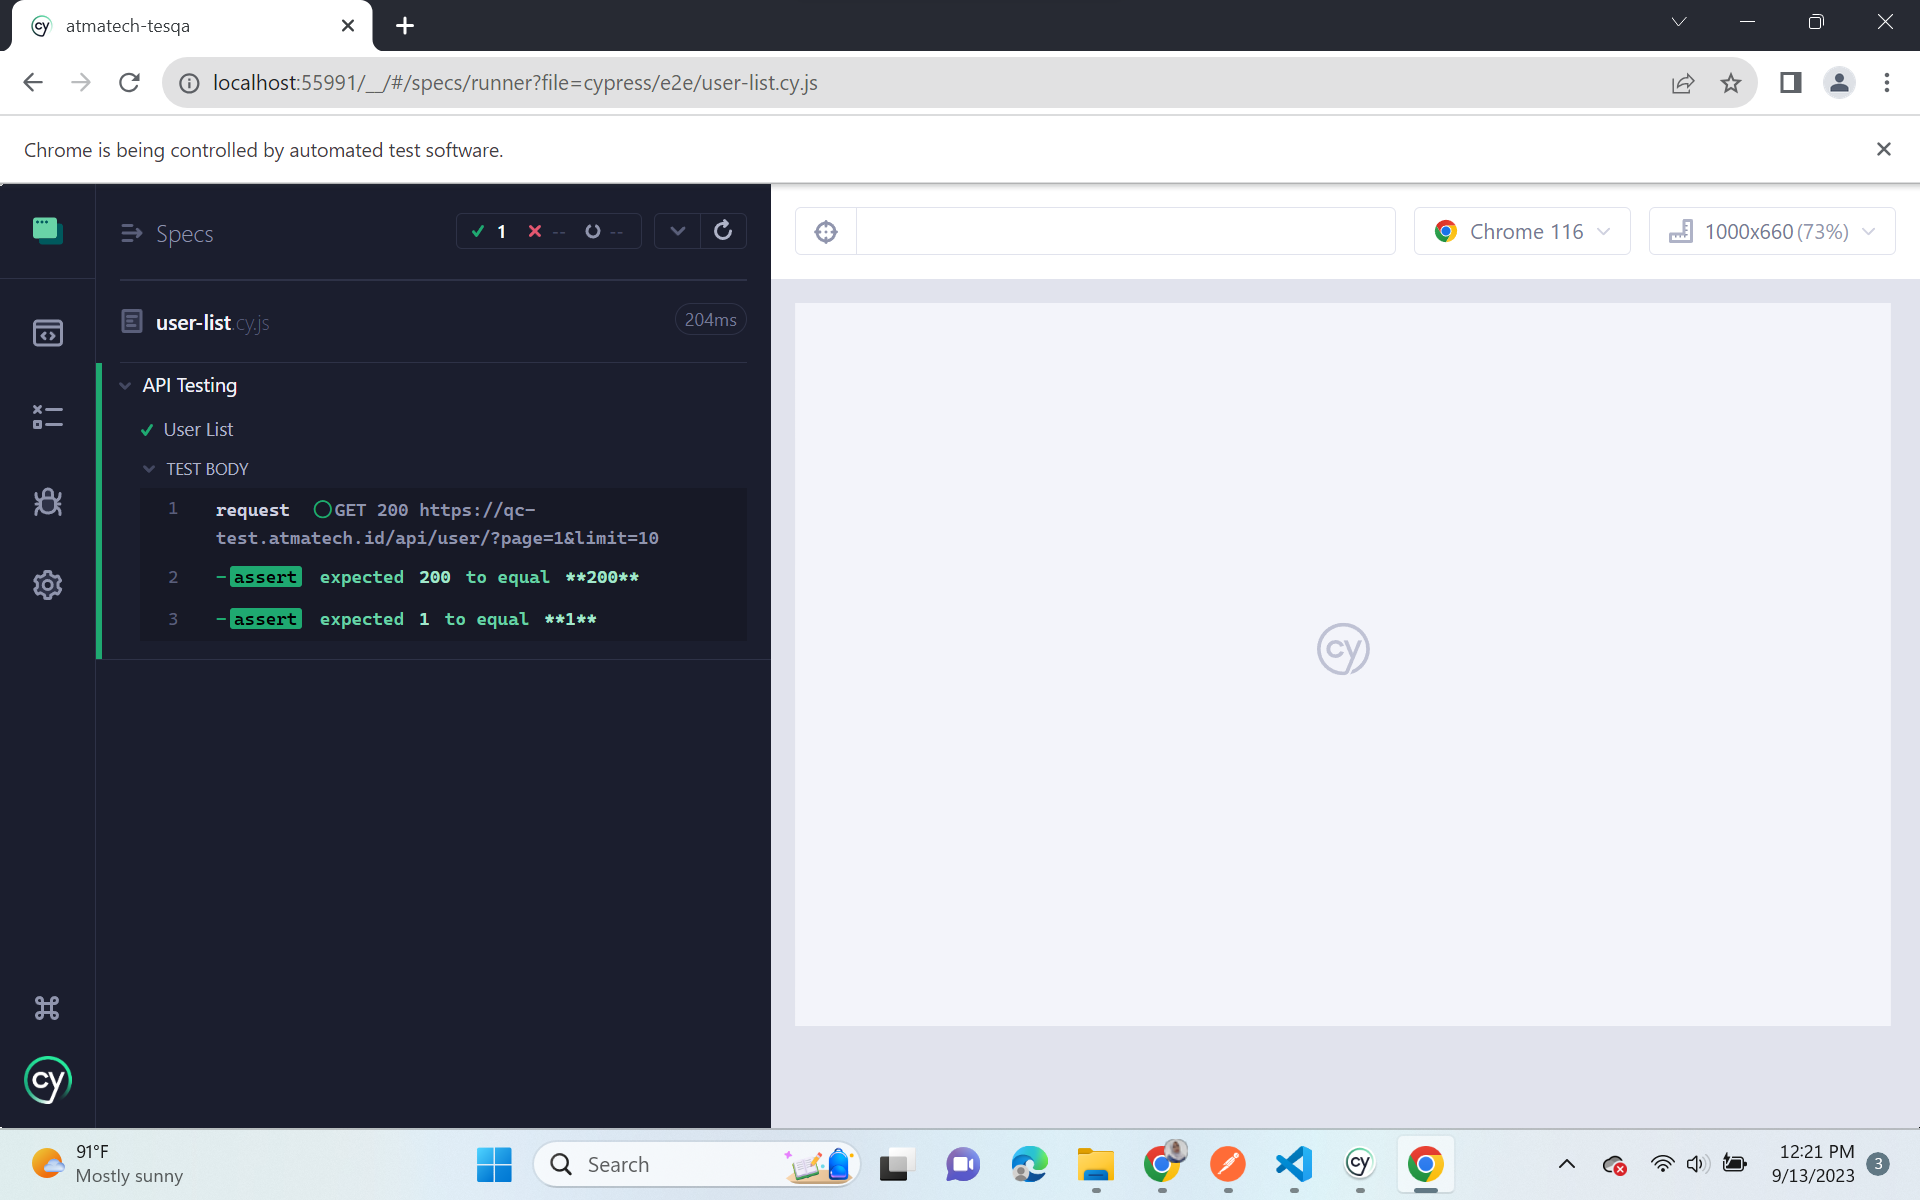 atmatech-tesqa
localhost:55991/__/#/specs/runner?file=cypress/e2e/user-list.cy.js
Chrome is being controlled by automated test software.
Specs
1 -- --
Chrome 116
1000x660 (73%)
user-list.cy.js
204ms
API Testing
User List
TEST BODY
1 request GET 200 https://qc-
test.atmatech.id/api/user/?page=1&limit=10
2 -assert expected 200 to equal **200**
3 -assert expected 1 to equal **1**
cy
cy
91°F
Mostly sunny
Search
cy
12:21 PM
9/13/2023
3